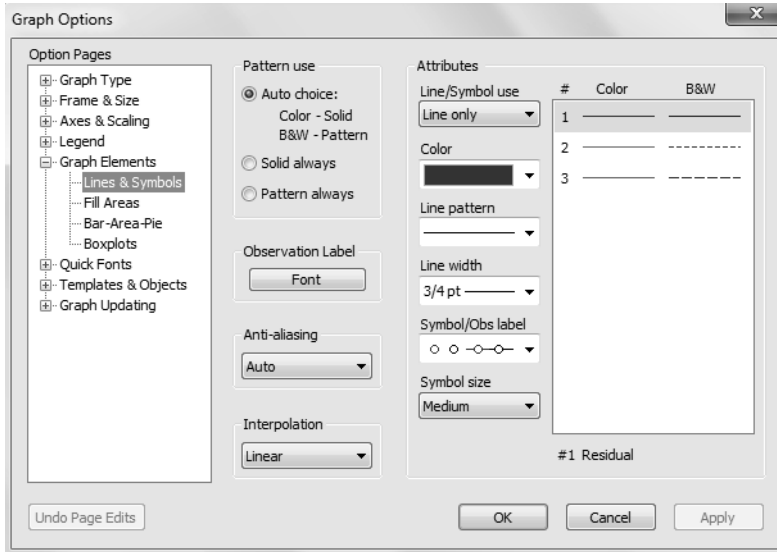 Graph Options
Option Pages
Graph Type
Frame & Size
Axes & Scaling
Legend
Graph Elements
Lines & Symbols
Fill Areas
Bar-Area-Pie
Boxplots
Quick Fonts
Templates & Objects
Graph Updating
Undo Page Edits
Pattern use
Auto choice:
Color - Solid
B&W - Pattern
Solid always
Pattern always
Observation Label
Font
Anti-aliasing
Auto
Interpolation
Linear
Attributes
Line/Symbol use
Line only
Color
Line pattern
Line width
3/4 pt
Symbol/Obs label
Symbol size
Medium
# Color B&W
1
2
3
#1 Residual
OK
Cancel
Apply